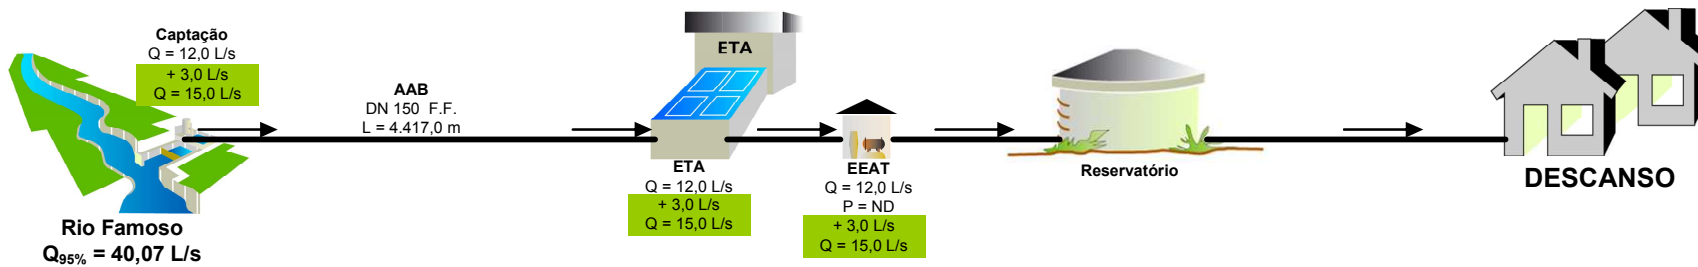 Captação
Q = 12,0 L/s
+ 3,0 L/s
Q = 15,0 L/s
Rio Famoso
Q95% = 40,07 L/s
AAB
DN 150 F.F.
L = 4.417,0 m
ETA
ETA
Q = 12,0 L/s
+ 3,0 L/s
Q = 15,0 L/s
EEAT
Q = 12,0 L/s
P = ND
+ 3,0 L/s
Q = 15,0 L/s
Reservatório
DESCANSO